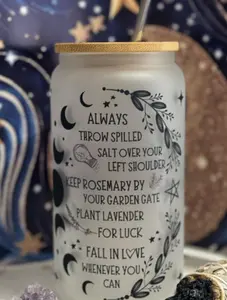 ALWAYS
THROW SPILLED
SALT OVER YOUR
LEFT SHOULDER
KEEP ROSEMARY BY
YOUR GARDEN GATE
PLANT LAVENDER
FOR LUCK
FALL IN LOVE
WHENEVER YOU
CAN